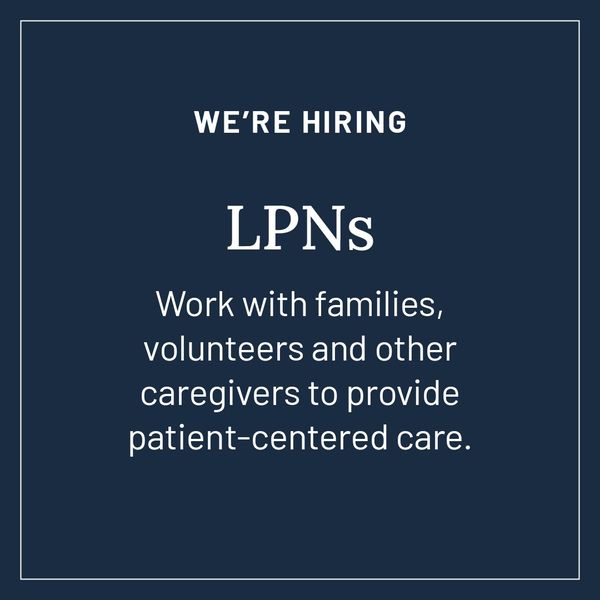 WE’RE HIRING
LPNs
Work with families,
volunteers and other
caregivers to provide
patient-centered care.